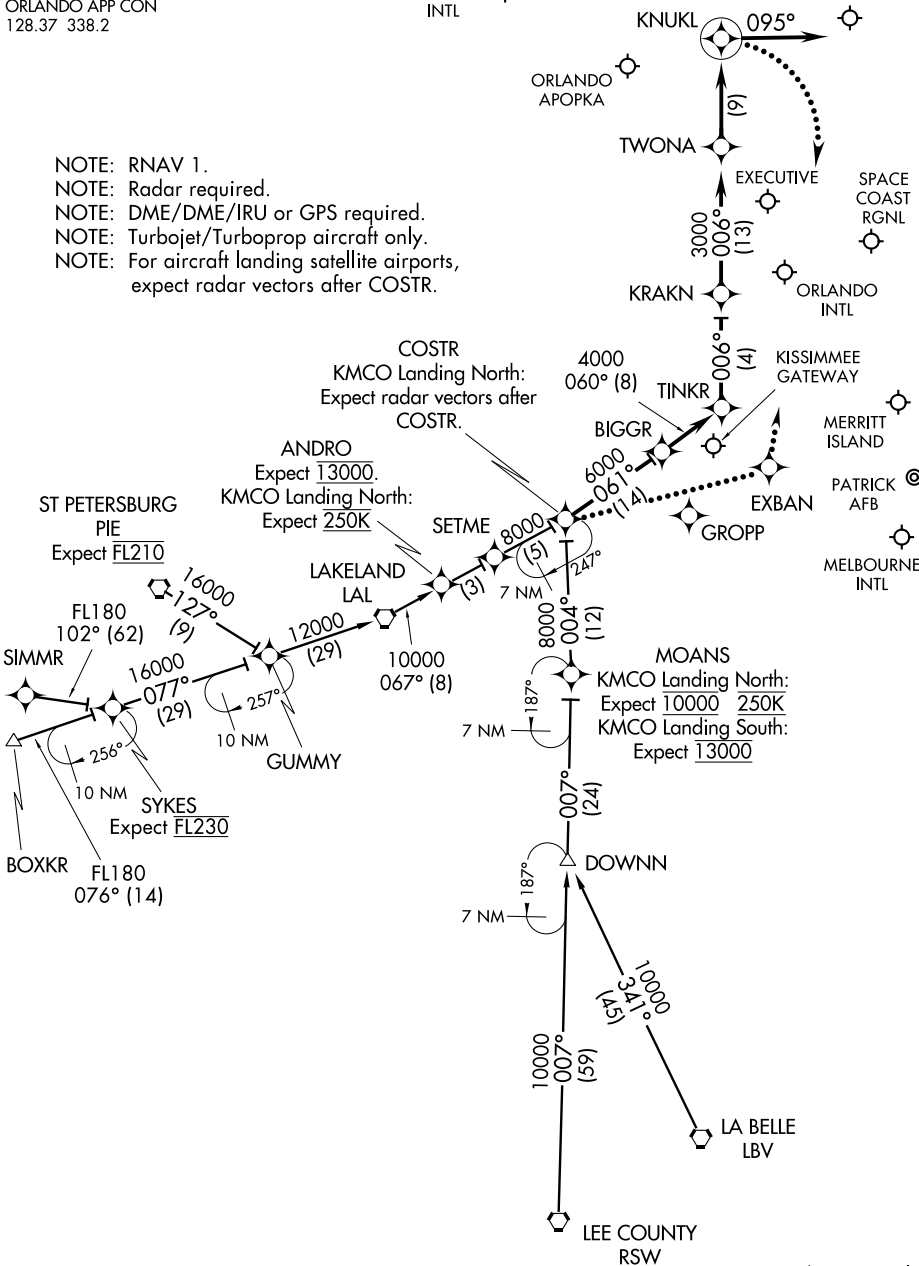 ORLANDO APP CON
128.37 338.2
INTL
KNUKL
095°
ORLANDO
APOPKA
(9)
TWONA
NOTE: RNAV 1.
NOTE: Radar required.
NOTE: DME/DME/IRU or GPS required.
NOTE: Turbojet/Turboprop aircraft only.
NOTE: For aircraft landing satellite airports,
expect radar vectors after COSTR.
EXECUTIVE
SPACE
COAST
RGNL
3000
006°
(13)
KRAKN
ORLANDO
INTL
006°
(4)
COSTR
KMCO Landing North:
Expect radar vectors after
COSTR.
4000
060° (8)
TINKR
KISSIMMEE
GATEWAY
BIGGR
MERRITT
ISLAND
6000
061°
(14)
EXBAN
PATRICK
AFB
GROPP
MELBOURNE
INTL
ANDRO
Expect 13000.
KMCO Landing North:
Expect 250K
SETME
8000
(5)
247°
7 NM
(3)
ST PETERSBURG
PIE
Expect FL210
LAKELAND
LAL
16000
127°
(9)
12000
(29)
10000
067° (8)
FL180
102° (62)
SIMMR
16000
077°
(29)
257°
10 NM
GUMMY
256°
10 NM
SYKES
Expect FL230
BOXKR
FL180
076° (14)
8000
004°
(12)
MOANS
KMCO Landing North:
Expect 10000 250K
KMCO Landing South:
Expect 13000
187°
7 NM
007°
(24)
DOWNN
187°
7 NM
10000
341°
(45)
10000
007°
(59)
LA BELLE
LBV
LEE COUNTY
RSW